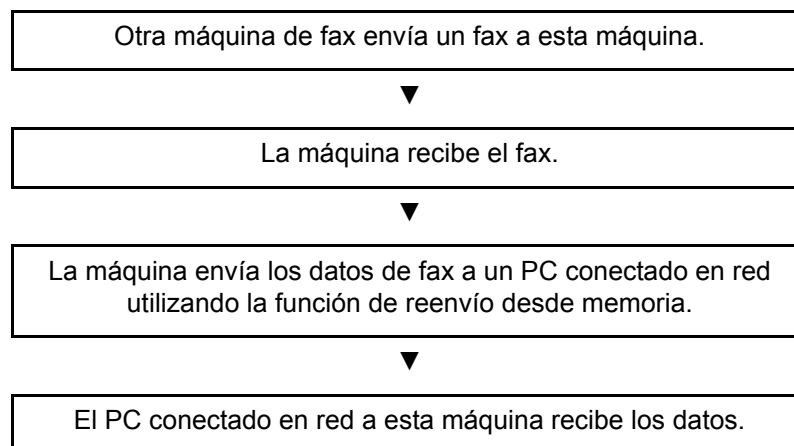 Otra máquina de fax envía un fax a esta máquina.
▼
La máquina recibe el fax.
▼
La máquina envía los datos de fax a un PC conectado en red
utilizando la función de reenvío desde memoria.
▼
El PC conectado en red a esta máquina recibe los datos.